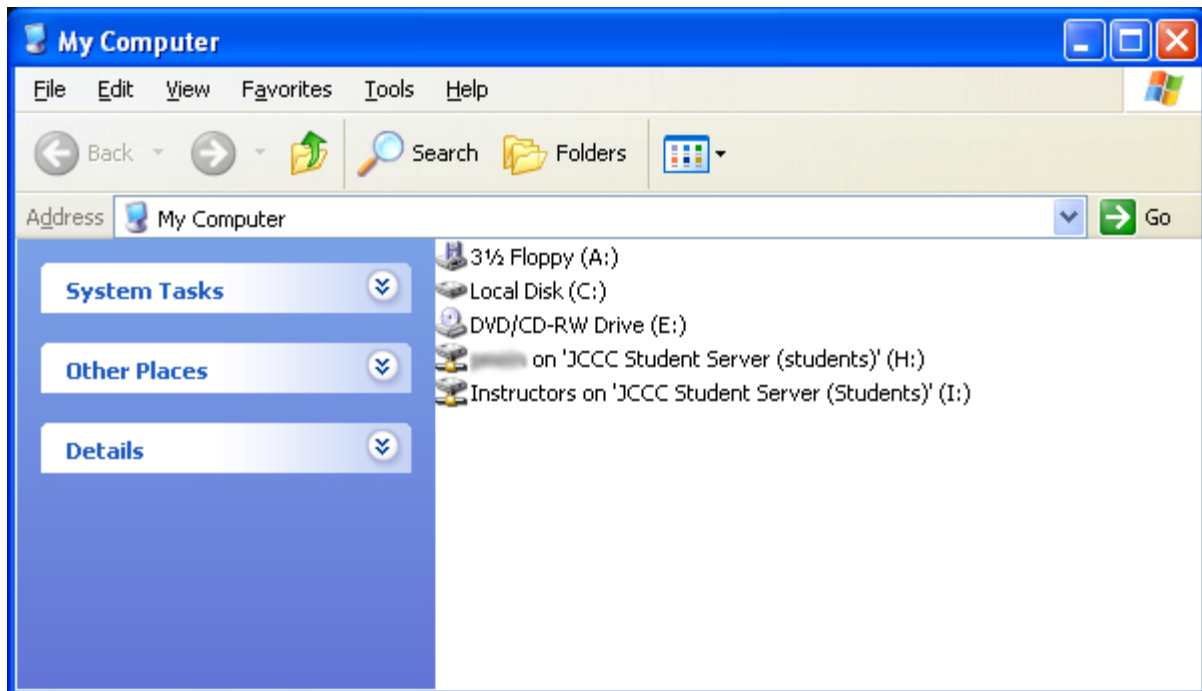 My Computer
File Edit View Favorites Tools Help
Back Search Folders
Address My Computer Go
System Tasks
Other Places
Details
3½ Floppy (A:)
Local Disk (C:)
DVD/CD-RW Drive (E:)
on 'JCCC Student Server (students)' (H:)
Instructors on 'JCCC Student Server (Students)' (I:)